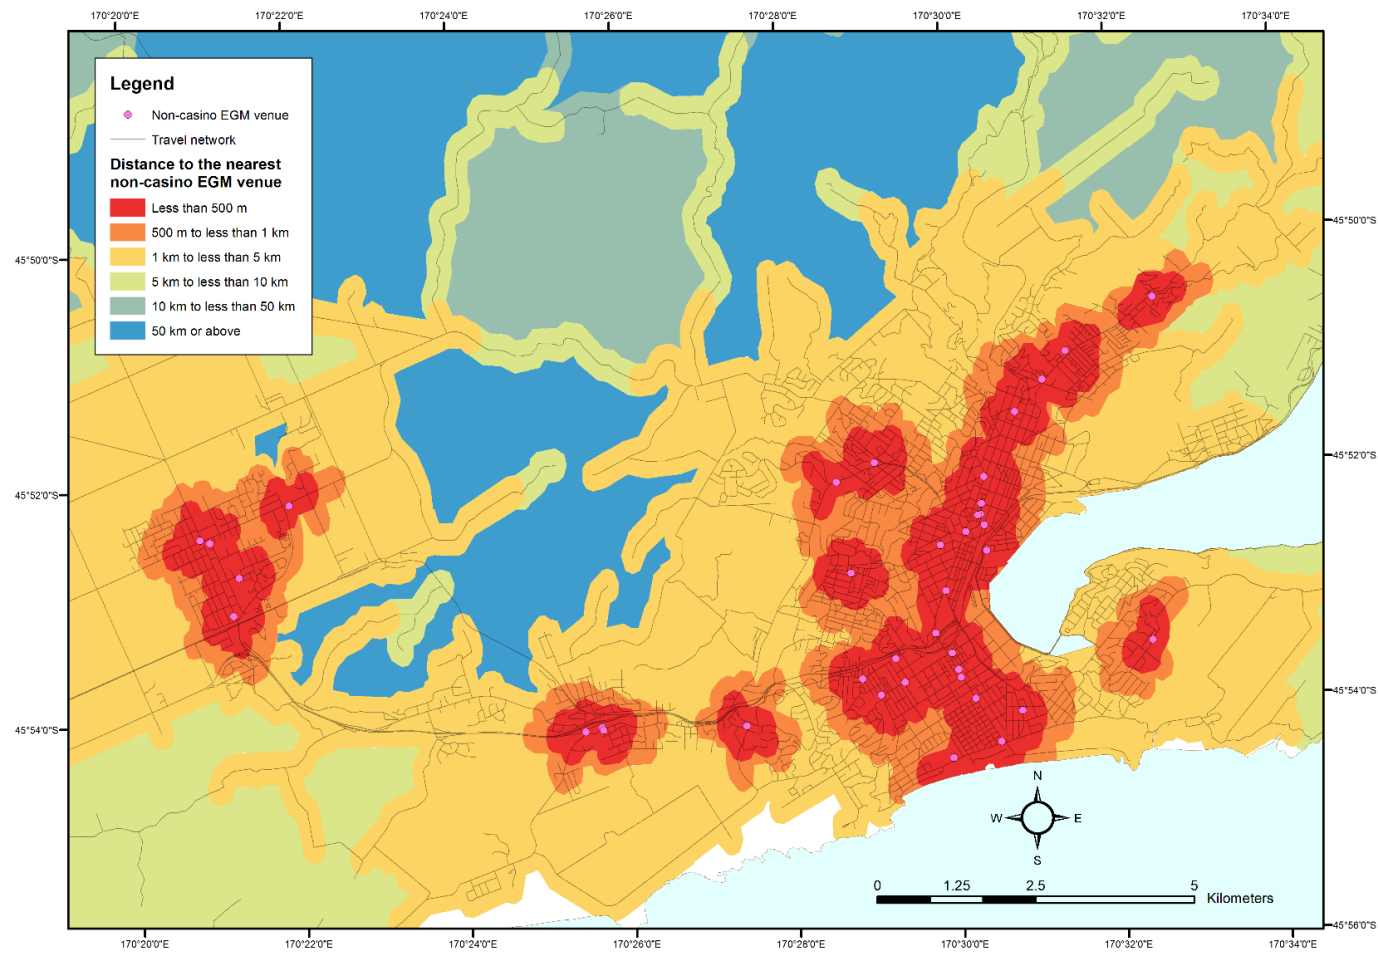 170°20'0"E 170°22'0"E 170°24'0"E 170°26'0"E 170°28'0"E 170°30'0"E 170°32'0"E 170°34'0"E
Legend
Non-casino EGM venue
Travel network
Distance to the nearest
non-casino EGM venue
Less than 500 m
500 m to less than 1 km
1 km to less than 5 km
5 km to less than 10 km
10 km to less than 50 km
50 km or above
45°50'0"S
45°50'0"S
45°52'0"S
45°52'0"S
45°54'0"S
45°54'0"S
N
W E
S
0 1.25 2.5 5
Kilometers
45°56'0"S
170°20'0"E 170°22'0"E 170°24'0"E 170°26'0"E 170°28'0"E 170°30'0"E 170°32'0"E 170°34'0"E